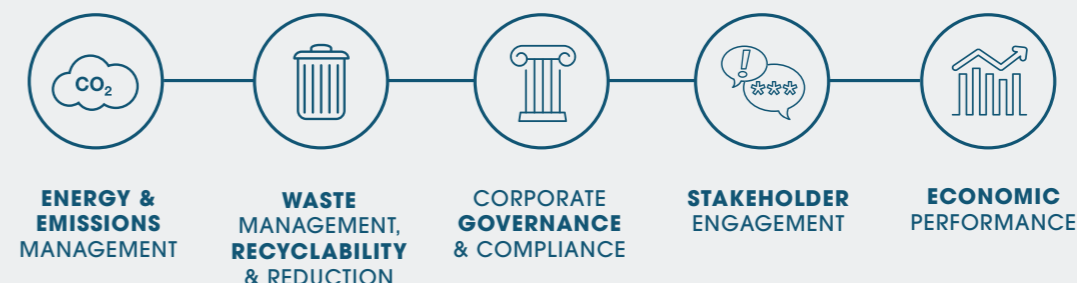 CO₂
!
***
ENERGY &
EMISSIONS
MANAGEMENT
WASTE
MANAGEMENT,
RECYCLABILITY
& REDUCTION
CORPORATE
GOVERNANCE
& COMPLIANCE
STAKEHOLDER
ENGAGEMENT
ECONOMIC
PERFORMANCE